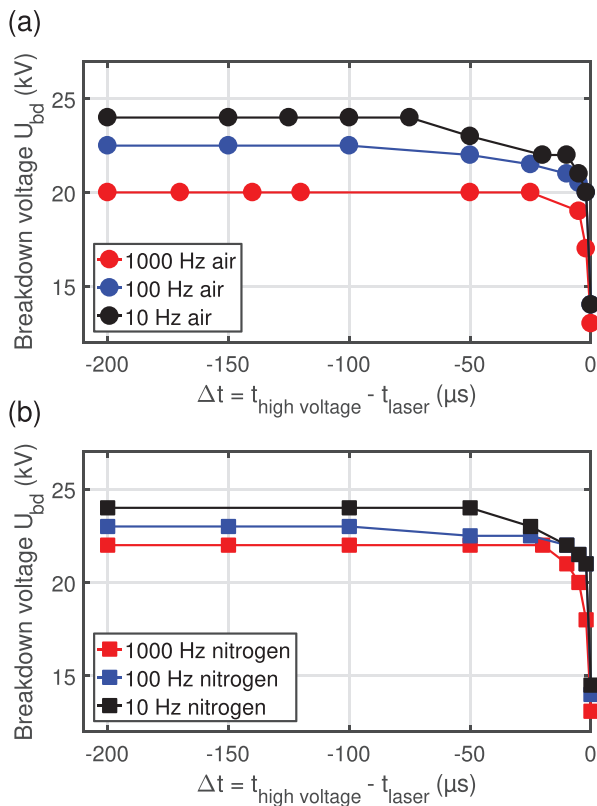 (a)
Breakdown voltage U_bd (kV)
25
20
15
1000 Hz air
100 Hz air
10 Hz air
-200 -150 -100 -50 0
Δt = t_high voltage - t_laser (µs)
(b)
Breakdown voltage U_bd (kV)
25
20
15
1000 Hz nitrogen
100 Hz nitrogen
10 Hz nitrogen
-200 -150 -100 -50 0
Δt = t_high voltage - t_laser (µs)